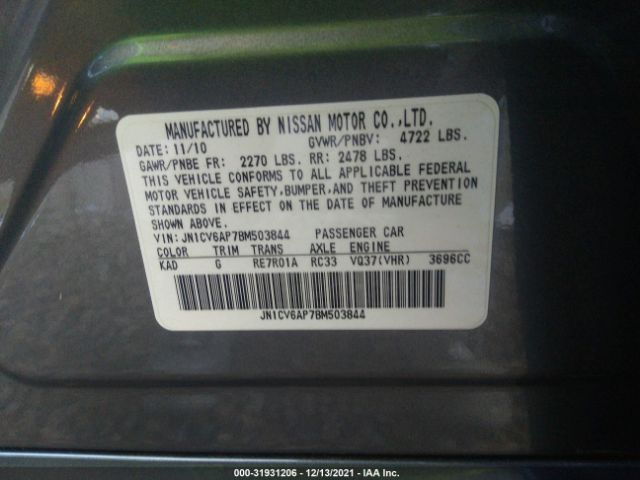 MANUFACTURED BY NISSAN MOTOR CO.,LTD.
DATE: 11/10 GVWR/PNBV: 4722 LBS.
GAWR/PNBE FR: 2270 LBS. RR: 2478 LBS.
THIS VEHICLE CONFORMS TO ALL APPLICABLE FEDERAL
MOTOR VEHICLE SAFETY,BUMPER,AND THEFT PREVENTION
STANDARDS IN EFFECT ON THE DATE OF MANUFACTURE
SHOWN ABOVE.
VIN: JN1CV6AP7BM503844 PASSENGER CAR
COLOR TRIM TRANS AXLE ENGINE
KAD G RE7R01A RC33 VQ37(VHR) 3696CC
JN1CV6AP7BM503844
000-31931206 - 12/13/2021 - IAA Inc.